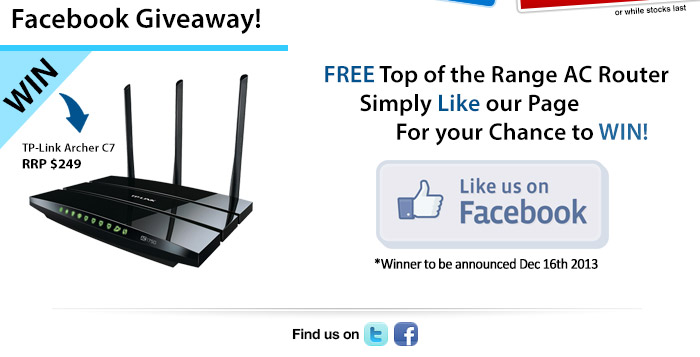 or while stocks last
Facebook Giveaway!
WIN
TP-Link Archer C7
RRP $249
TP-LINK
FREE Top of the Range AC Router
Simply Like our Page
For your Chance to WIN!
Like us on
Facebook
*Winner to be announced Dec 16th 2013
Find us on